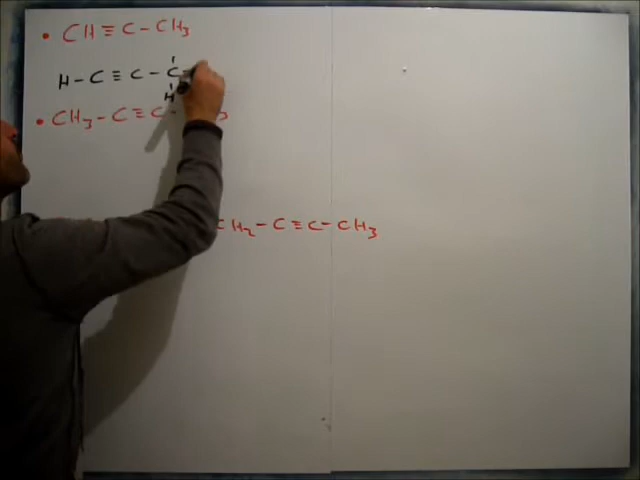 • CH≡C-CH₃
H-C≡C-C-
H
• CH₃-C≡C-
CH₂-C≡C-CH₃